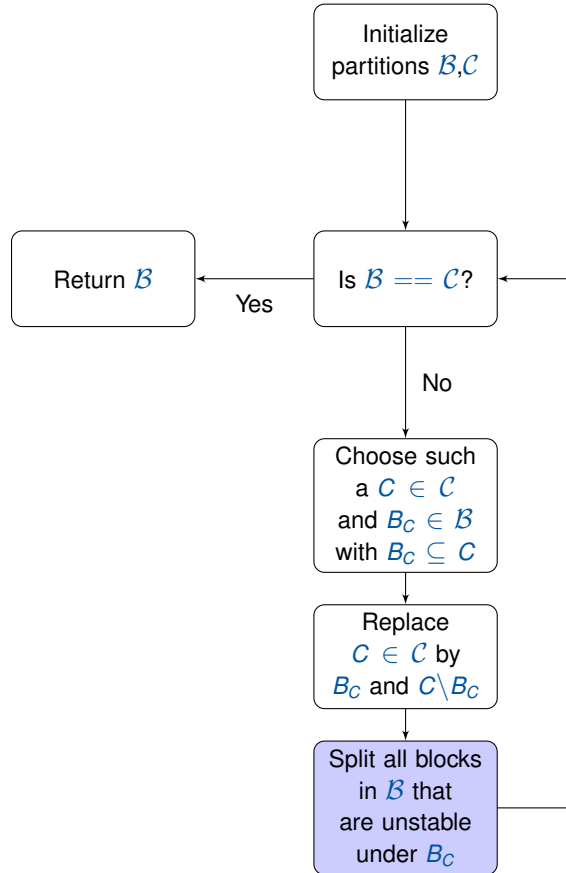 Initialize
partitions ℬ,𝒞
Return ℬ
Is ℬ == 𝒞?
Yes
No
Choose such
a C ∈ 𝒞
and B_C ∈ ℬ
with B_C ⊆ C
Replace
C ∈ 𝒞 by
B_C and C\B_C
Split all blocks
in ℬ that
are unstable
under B_C